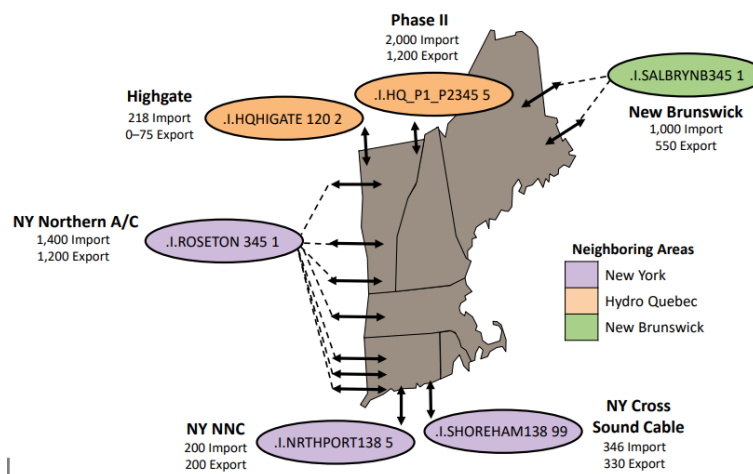 Phase II
2,000 Import
1,200 Export
.I.HQ_P1_P2345 5
.I.SALBRYNB345 1
New Brunswick
1,000 Import
550 Export
Highgate
218 Import
0–75 Export
.I.HQHIGATE 120 2
NY Northern A/C
1,400 Import
1,200 Export
.I.ROSETON 345 1
Neighboring Areas
New York
Hydro Quebec
New Brunswick
NY NNC
200 Import
200 Export
.I.NRTHPORT138 5
.I.SHOREHAM138 99
NY Cross
Sound Cable
346 Import
330 Export